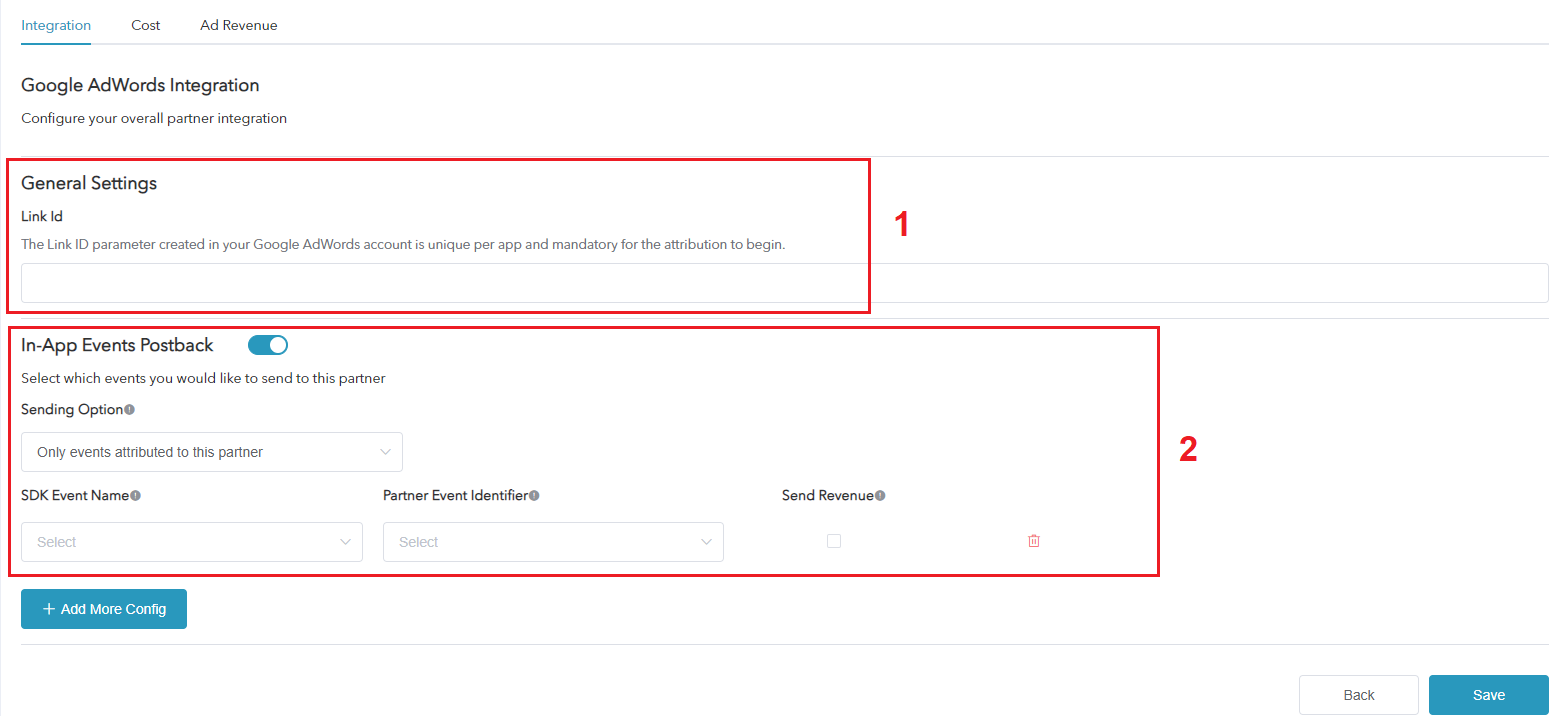 Integration Cost Ad Revenue
Google AdWords Integration
Configure your overall partner integration
General Settings
Link Id
The Link ID parameter created in your Google AdWords account is unique per app and mandatory for the attribution to begin.
1
In-App Events Postback
Select which events you would like to send to this partner
Sending Option
Only events attributed to this partner
2
SDK Event Name Partner Event Identifier Send Revenue
Select Select
+ Add More Config
Back Save